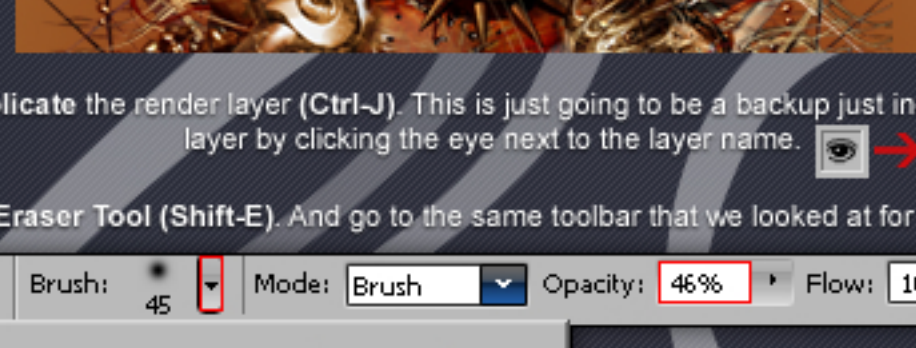 licate the render layer (Ctrl-J). This is just going to be a backup just in
layer by clicking the eye next to the layer name.
Eraser Tool (Shift-E). And go to the same toolbar that we looked at for
Brush: 45 Mode: Brush Opacity: 46% Flow: 10